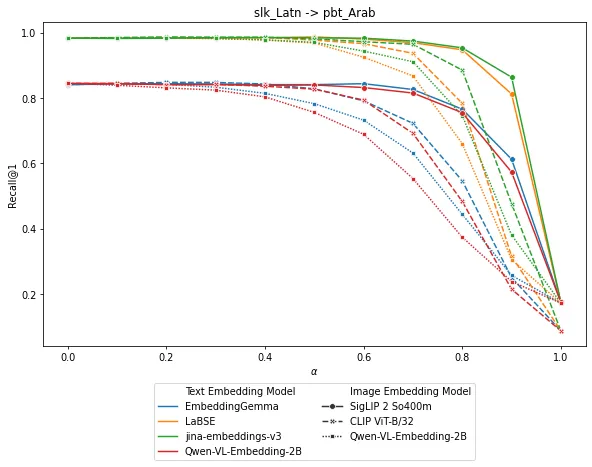 slk_Latn -> pbt_Arab
Recall@1
1.0
0.8
0.6
0.4
0.2
0.0 0.2 0.4 0.6 0.8 1.0
α
Text Embedding Model
EmbeddingGemma
LaBSE
jina-embeddings-v3
Qwen-VL-Embedding-2B
Image Embedding Model
SigLIP 2 So400m
CLIP ViT-B/32
Qwen-VL-Embedding-2B